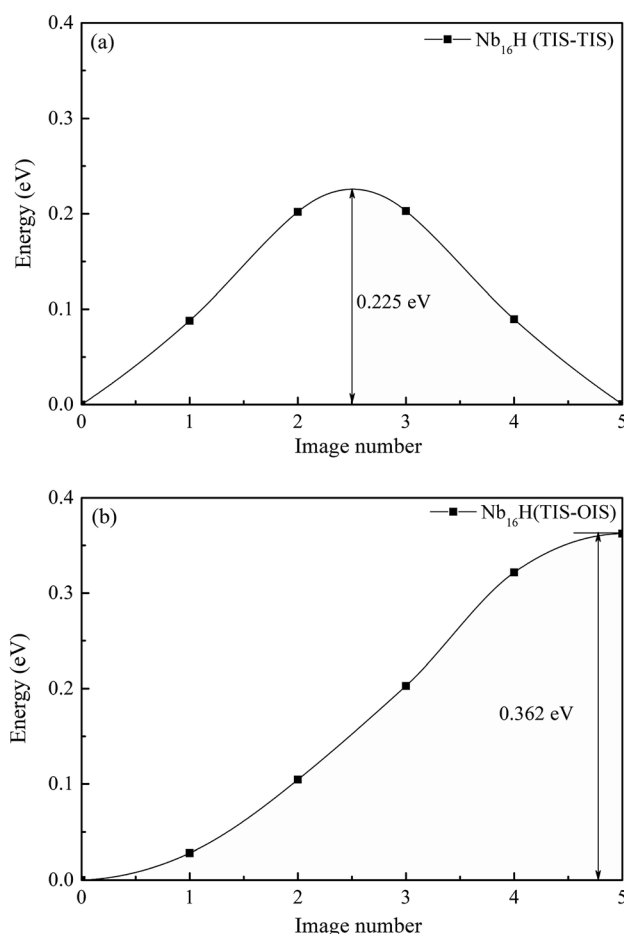 (a)
Nb₁₆H (TIS-TIS)
0.4
0.3
0.2
0.1
0.0
Energy (eV)
0.225 eV
0 1 2 3 4 5
Image number
(b)
Nb₁₆H(TIS-OIS)
0.4
0.3
0.2
0.1
0.0
Energy (eV)
0.362 eV
0 1 2 3 4 5
Image number